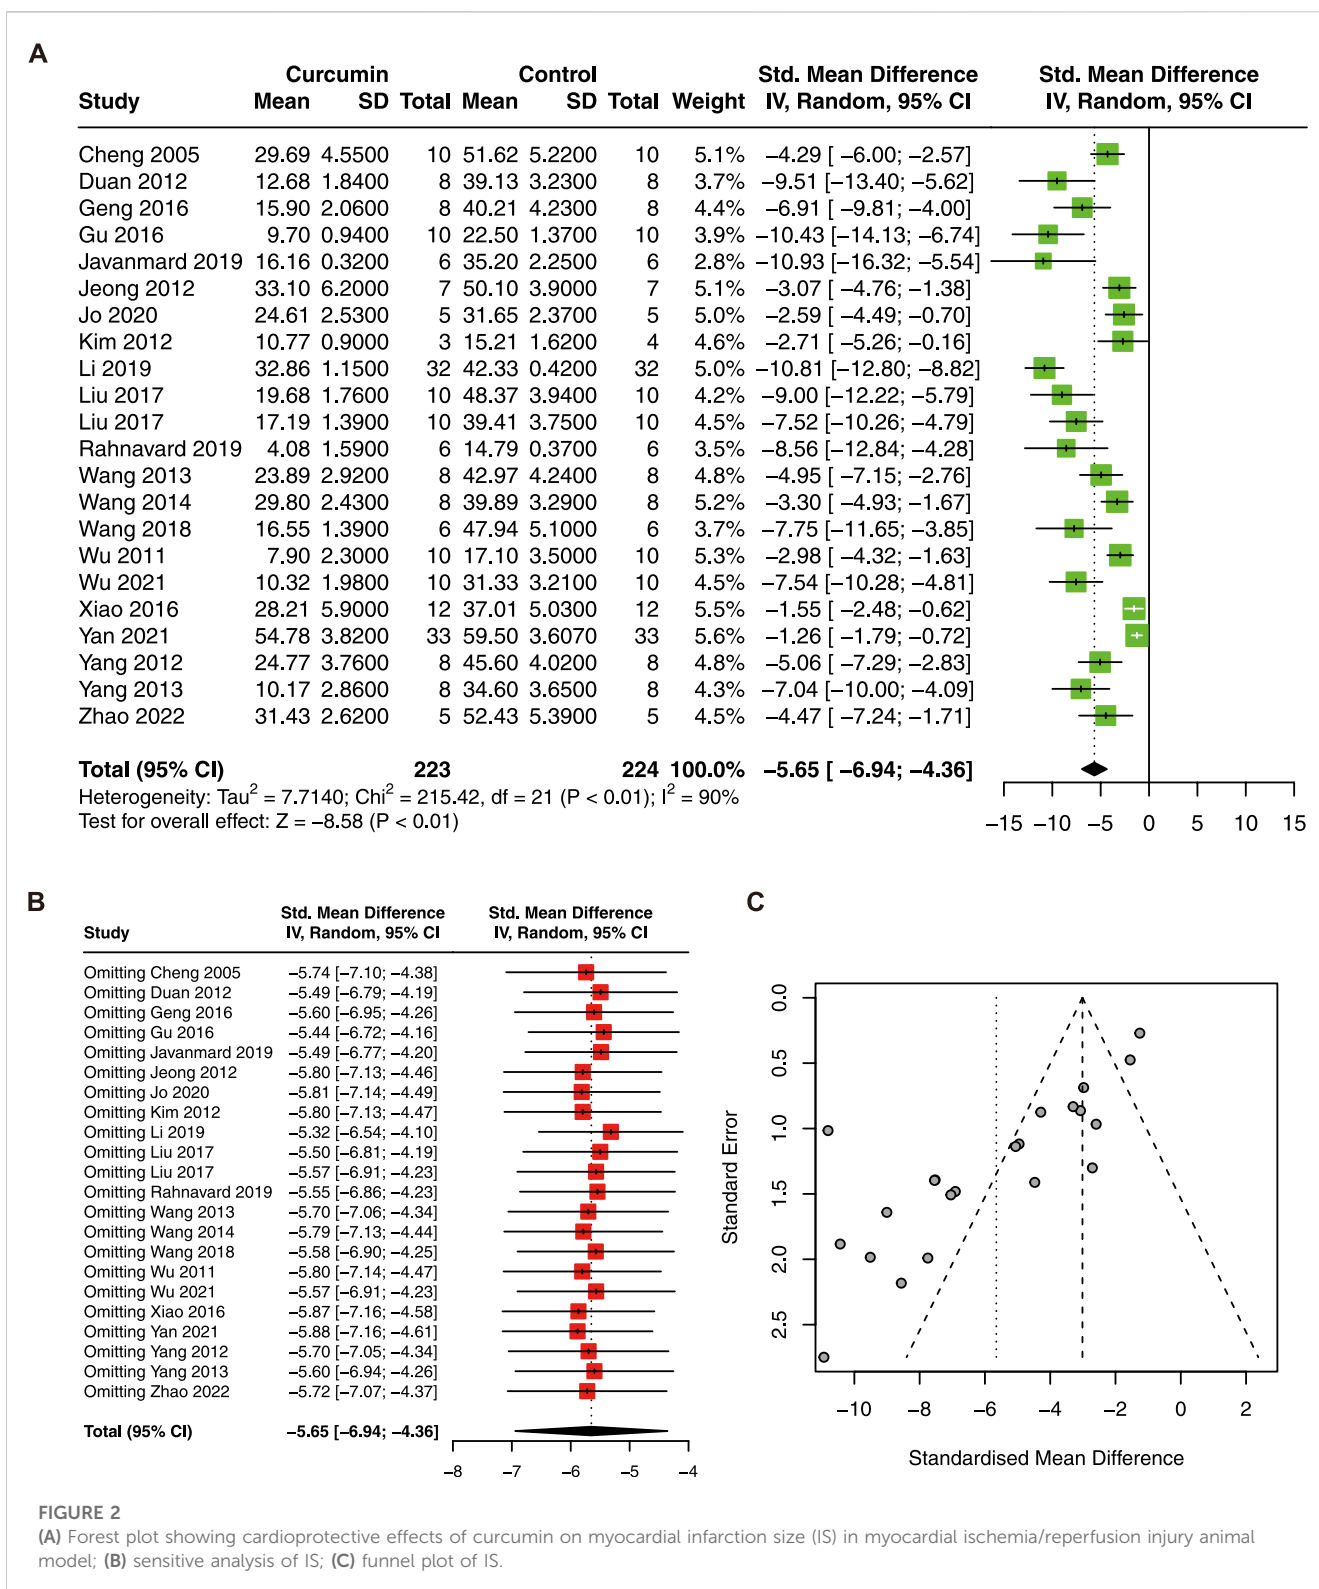 A
Curcumin Control Std. Mean Difference Std. Mean Difference
Study Mean SD Total Mean SD Total Weight IV, Random, 95% CI IV, Random, 95% CI
Cheng 2005 29.69 4.5500 10 51.62 5.2200 10 5.1% −4.29 [ −6.00; −2.57]
Duan 2012 12.68 1.8400 8 39.13 3.2300 8 3.7% −9.51 [−13.40; −5.62]
Geng 2016 15.90 2.0600 8 40.21 4.2300 8 4.4% −6.91 [ −9.81; −4.00]
Gu 2016 9.70 0.9400 10 22.50 1.3700 10 3.9% −10.43 [−14.13; −6.74]
Javanmard 2019 16.16 0.3200 6 35.20 2.2500 6 2.8% −10.93 [−16.32; −5.54]
Jeong 2012 33.10 6.2000 7 50.10 3.9000 7 5.1% −3.07 [ −4.76; −1.38]
Jo 2020 24.61 2.5300 5 31.65 2.3700 5 5.0% −2.59 [ −4.49; −0.70]
Kim 2012 10.77 0.9000 3 15.21 1.6200 4 4.6% −2.71 [ −5.26; −0.16]
Li 2019 32.86 1.1500 32 42.33 0.4200 32 5.0% −10.81 [−12.80; −8.82]
Liu 2017 19.68 1.7600 10 48.37 3.9400 10 4.2% −9.00 [−12.22; −5.79]
Liu 2017 17.19 1.3900 10 39.41 3.7500 10 4.5% −7.52 [−10.26; −4.79]
Rahnavard 2019 4.08 1.5900 6 14.79 0.3700 6 3.5% −8.56 [−12.84; −4.28]
Wang 2013 23.89 2.9200 8 42.97 4.2400 8 4.8% −4.95 [ −7.15; −2.76]
Wang 2014 29.80 2.4300 8 39.89 3.2900 8 5.2% −3.30 [ −4.93; −1.67]
Wang 2018 16.55 1.3900 6 47.94 5.1000 6 3.7% −7.75 [−11.65; −3.85]
Wu 2011 7.90 2.3000 10 17.10 3.5000 10 5.3% −2.98 [ −4.32; −1.63]
Wu 2021 10.32 1.9800 10 31.33 3.2100 10 4.5% −7.54 [−10.28; −4.81]
Xiao 2016 28.21 5.9000 12 37.01 5.0300 12 5.5% −1.55 [ −2.48; −0.62]
Yan 2021 54.78 3.8200 33 59.50 3.6070 33 5.6% −1.26 [ −1.79; −0.72]
Yang 2012 24.77 3.7600 8 45.60 4.0200 8 4.8% −5.06 [ −7.29; −2.83]
Yang 2013 10.17 2.8600 8 34.60 3.6500 8 4.3% −7.04 [−10.00; −4.09]
Zhao 2022 31.43 2.6200 5 52.43 5.3900 5 4.5% −4.47 [ −7.24; −1.71]
Total (95% CI) 223 224 100.0% −5.65 [ −6.94; −4.36]
Heterogeneity: Tau² = 7.7140; Chi² = 215.42, df = 21 (P < 0.01); I² = 90%
Test for overall effect: Z = −8.58 (P < 0.01)
−15 −10 −5 0 5 10 15
B
Std. Mean Difference Std. Mean Difference
Study IV, Random, 95% CI IV, Random, 95% CI
Omitting Cheng 2005 −5.74 [−7.10; −4.38]
Omitting Duan 2012 −5.49 [−6.79; −4.19]
Omitting Geng 2016 −5.60 [−6.95; −4.26]
Omitting Gu 2016 −5.44 [−6.72; −4.16]
Omitting Javanmard 2019 −5.49 [−6.77; −4.20]
Omitting Jeong 2012 −5.80 [−7.13; −4.46]
Omitting Jo 2020 −5.81 [−7.14; −4.49]
Omitting Kim 2012 −5.80 [−7.13; −4.47]
Omitting Li 2019 −5.32 [−6.54; −4.10]
Omitting Liu 2017 −5.50 [−6.81; −4.19]
Omitting Liu 2017 −5.57 [−6.91; −4.23]
Omitting Rahnavard 2019 −5.55 [−6.86; −4.23]
Omitting Wang 2013 −5.70 [−7.06; −4.34]
Omitting Wang 2014 −5.79 [−7.13; −4.44]
Omitting Wang 2018 −5.58 [−6.90; −4.25]
Omitting Wu 2011 −5.80 [−7.14; −4.47]
Omitting Wu 2021 −5.57 [−6.91; −4.23]
Omitting Xiao 2016 −5.87 [−7.16; −4.58]
Omitting Yan 2021 −5.88 [−7.16; −4.61]
Omitting Yang 2012 −5.70 [−7.05; −4.34]
Omitting Yang 2013 −5.60 [−6.94; −4.26]
Omitting Zhao 2022 −5.72 [−7.07; −4.37]
Total (95% CI) −5.65 [−6.94; −4.36]
−8 −7 −6 −5 −4
C
Standard Error
0.0
0.5
1.0
1.5
2.0
2.5
−10 −8 −6 −4 −2 0 2
Standardised Mean Difference
FIGURE 2
(A) Forest plot showing cardioprotective effects of curcumin on myocardial infarction size (IS) in myocardial ischemia/reperfusion injury animal
model; (B) sensitive analysis of IS; (C) funnel plot of IS.